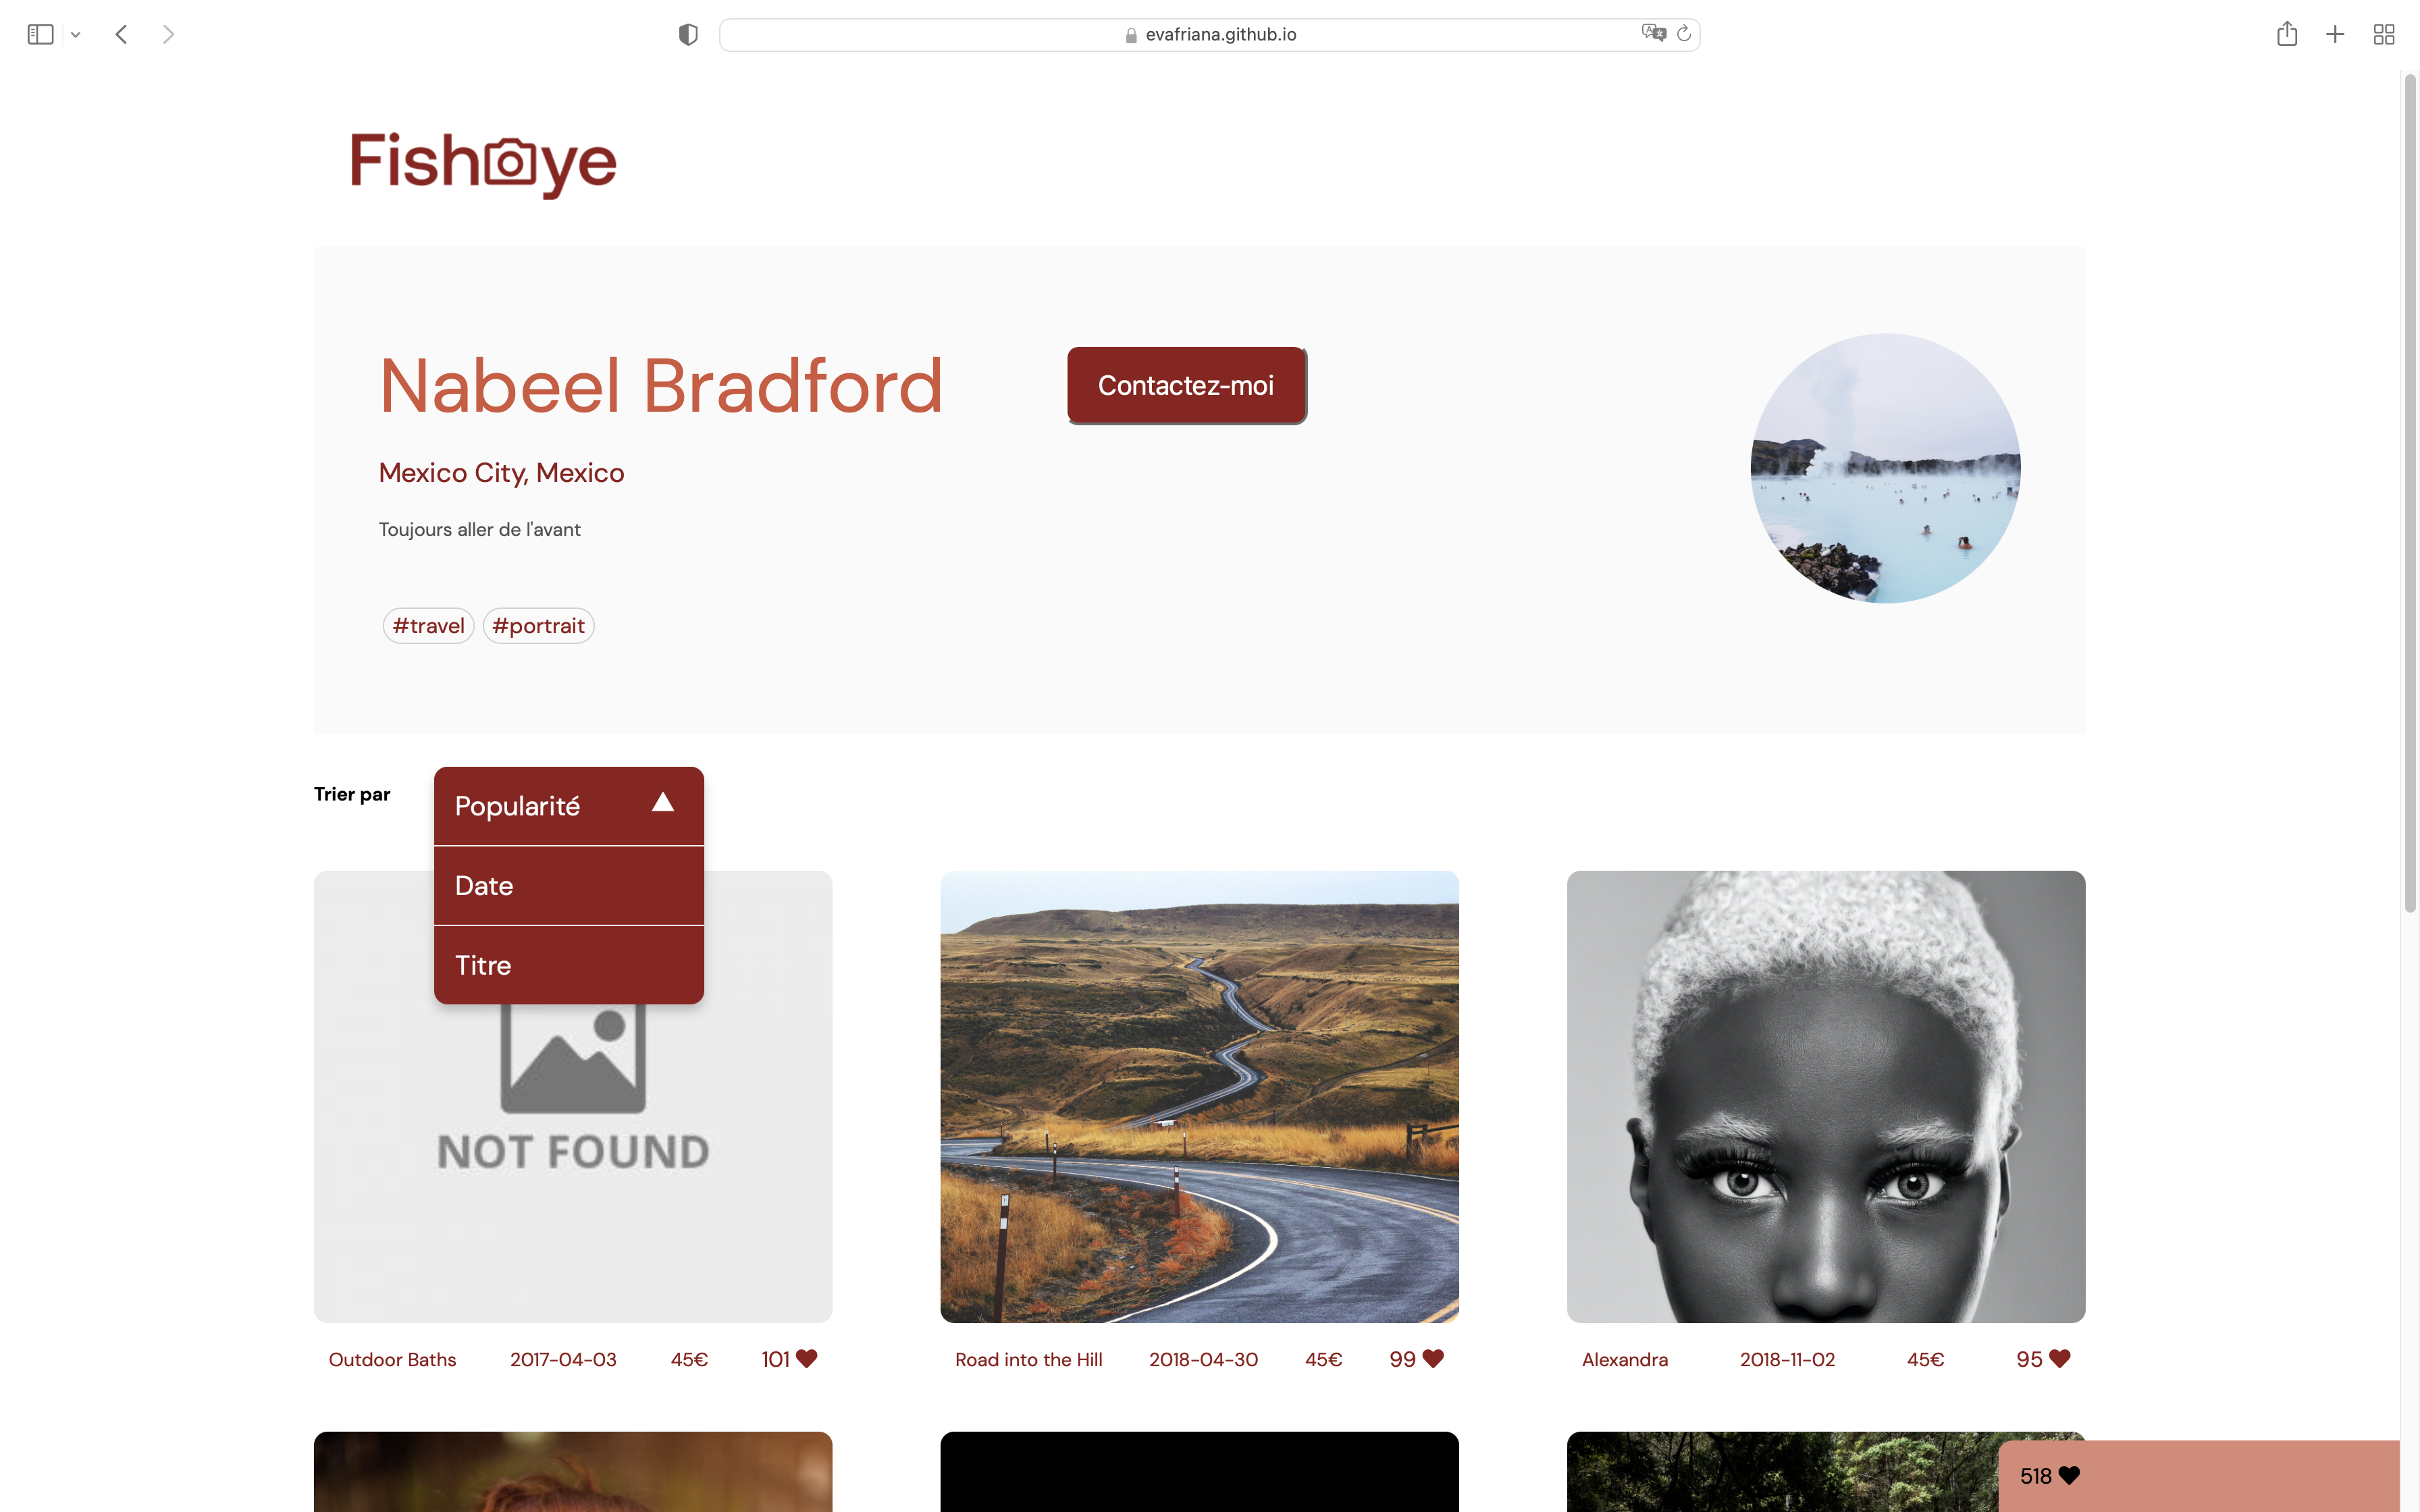 evafriana.github.io
Fisheye
Nabeel Bradford
Contactez-moi
Mexico City, Mexico
Toujours aller de l'avant
#travel #portrait
Trier par
Popularité
Date
Titre
NOT FOUND
Outdoor Baths 2017-04-03 45€ 101
Road into the Hill 2018-04-30 45€ 99
Alexandra 2018-11-02 45€ 95
518